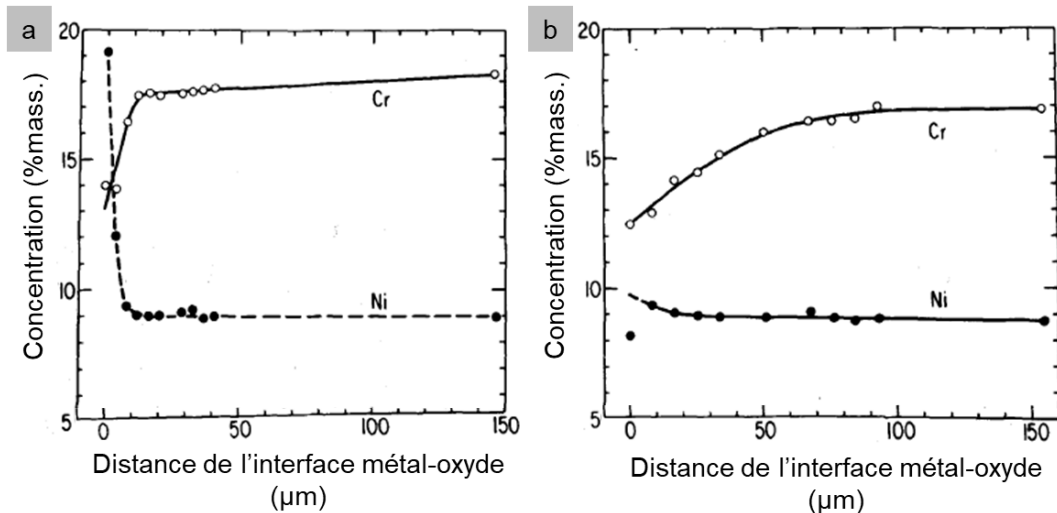 a
20
15
10
5
Concentration (%mass.)
Cr
Ni
0 50 100 150
Distance de l'interface métal-oxyde
(µm)
b
20
15
10
5
Concentration (%mass.)
Cr
Ni
0 50 100 150
Distance de l'interface métal-oxyde
(µm)